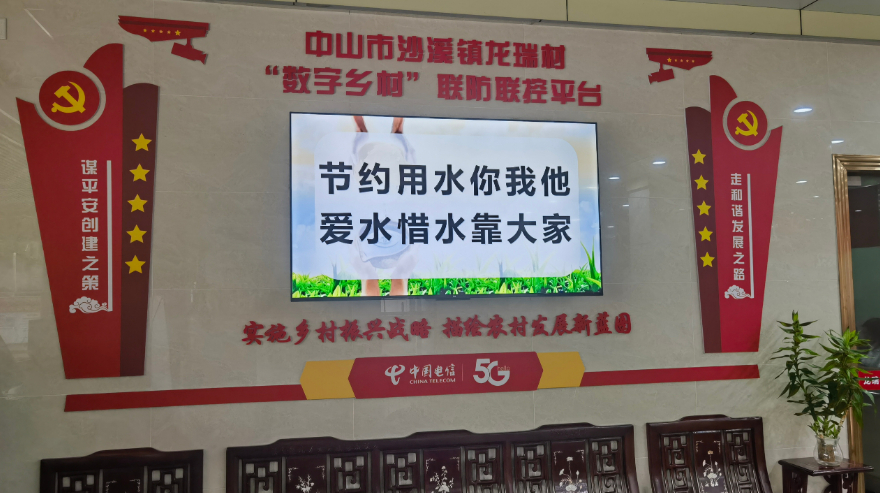 中山市沙溪镇龙瑞村
“数字乡村”联防联控平台
谋平安创建之策
节约用水你我他
爱水惜水靠大家
走和谐发展之路
实施乡村振兴战略 描绘农村发展新蓝图
中国电信
CHINA TELECOM
5G